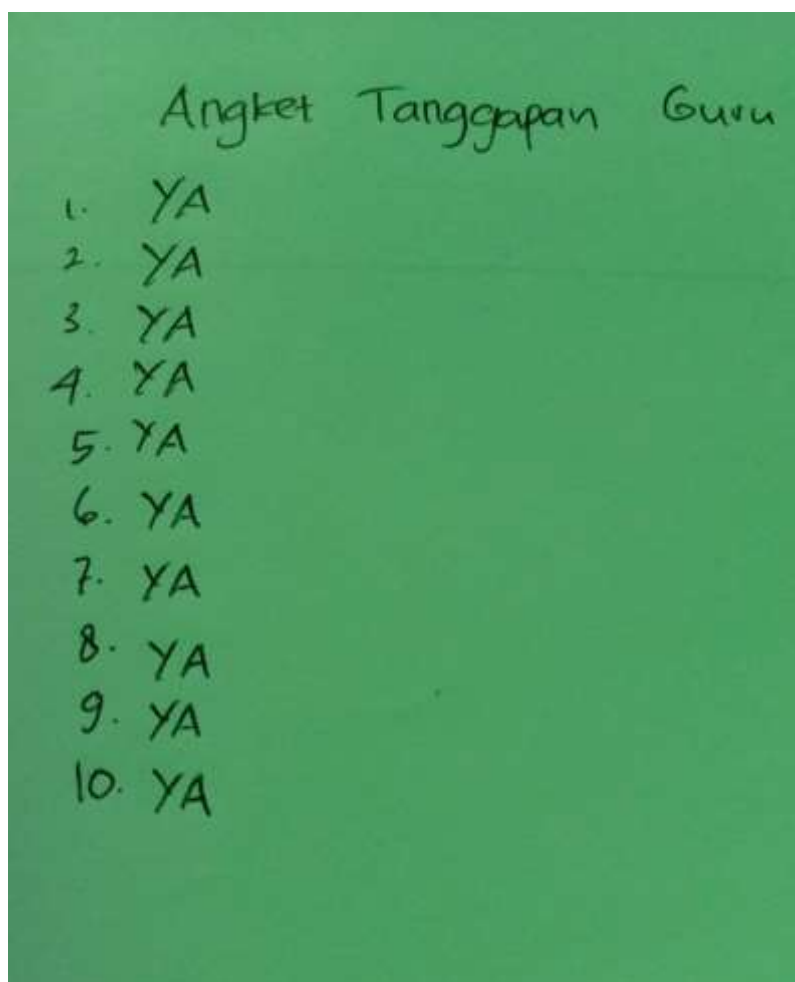 Angket Tanggapan Guru
1. YA
2. YA
3. YA
4. YA
5. YA
6. YA
7. YA
8. YA
9. YA
10. YA